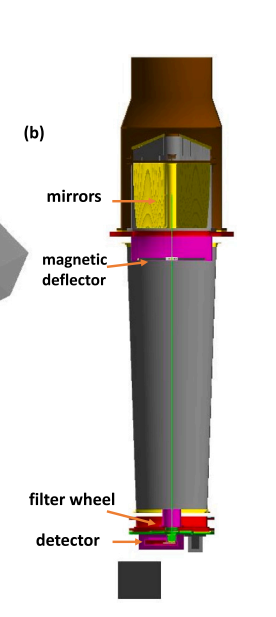 (b)
mirrors
magnetic
deflector
filter wheel
detector